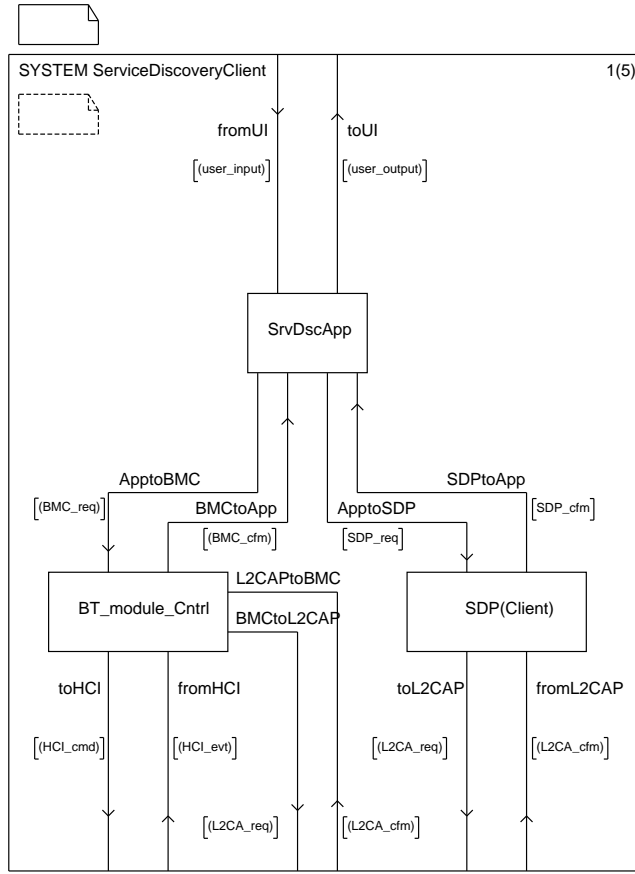 SYSTEM ServiceDiscoveryClient 1(5)
fromUI toUI
[(user_input)] [(user_output)]
SrvDscApp
ApptoBMC SDPtoApp
[(BMC_req)] BMCtoApp ApptoSDP [SDP_cfm]
[(BMC_cfm)] [SDP_req]
L2CAPtoBMC
BT_module_Cntrl SDP(Client)
BMCtoL2CAP
toHCI fromHCI toL2CAP fromL2CAP
[(HCI_cmd)] [(HCI_evt)] [(L2CA_req)] [(L2CA_cfm)]
[(L2CA_req)] [(L2CA_cfm)]